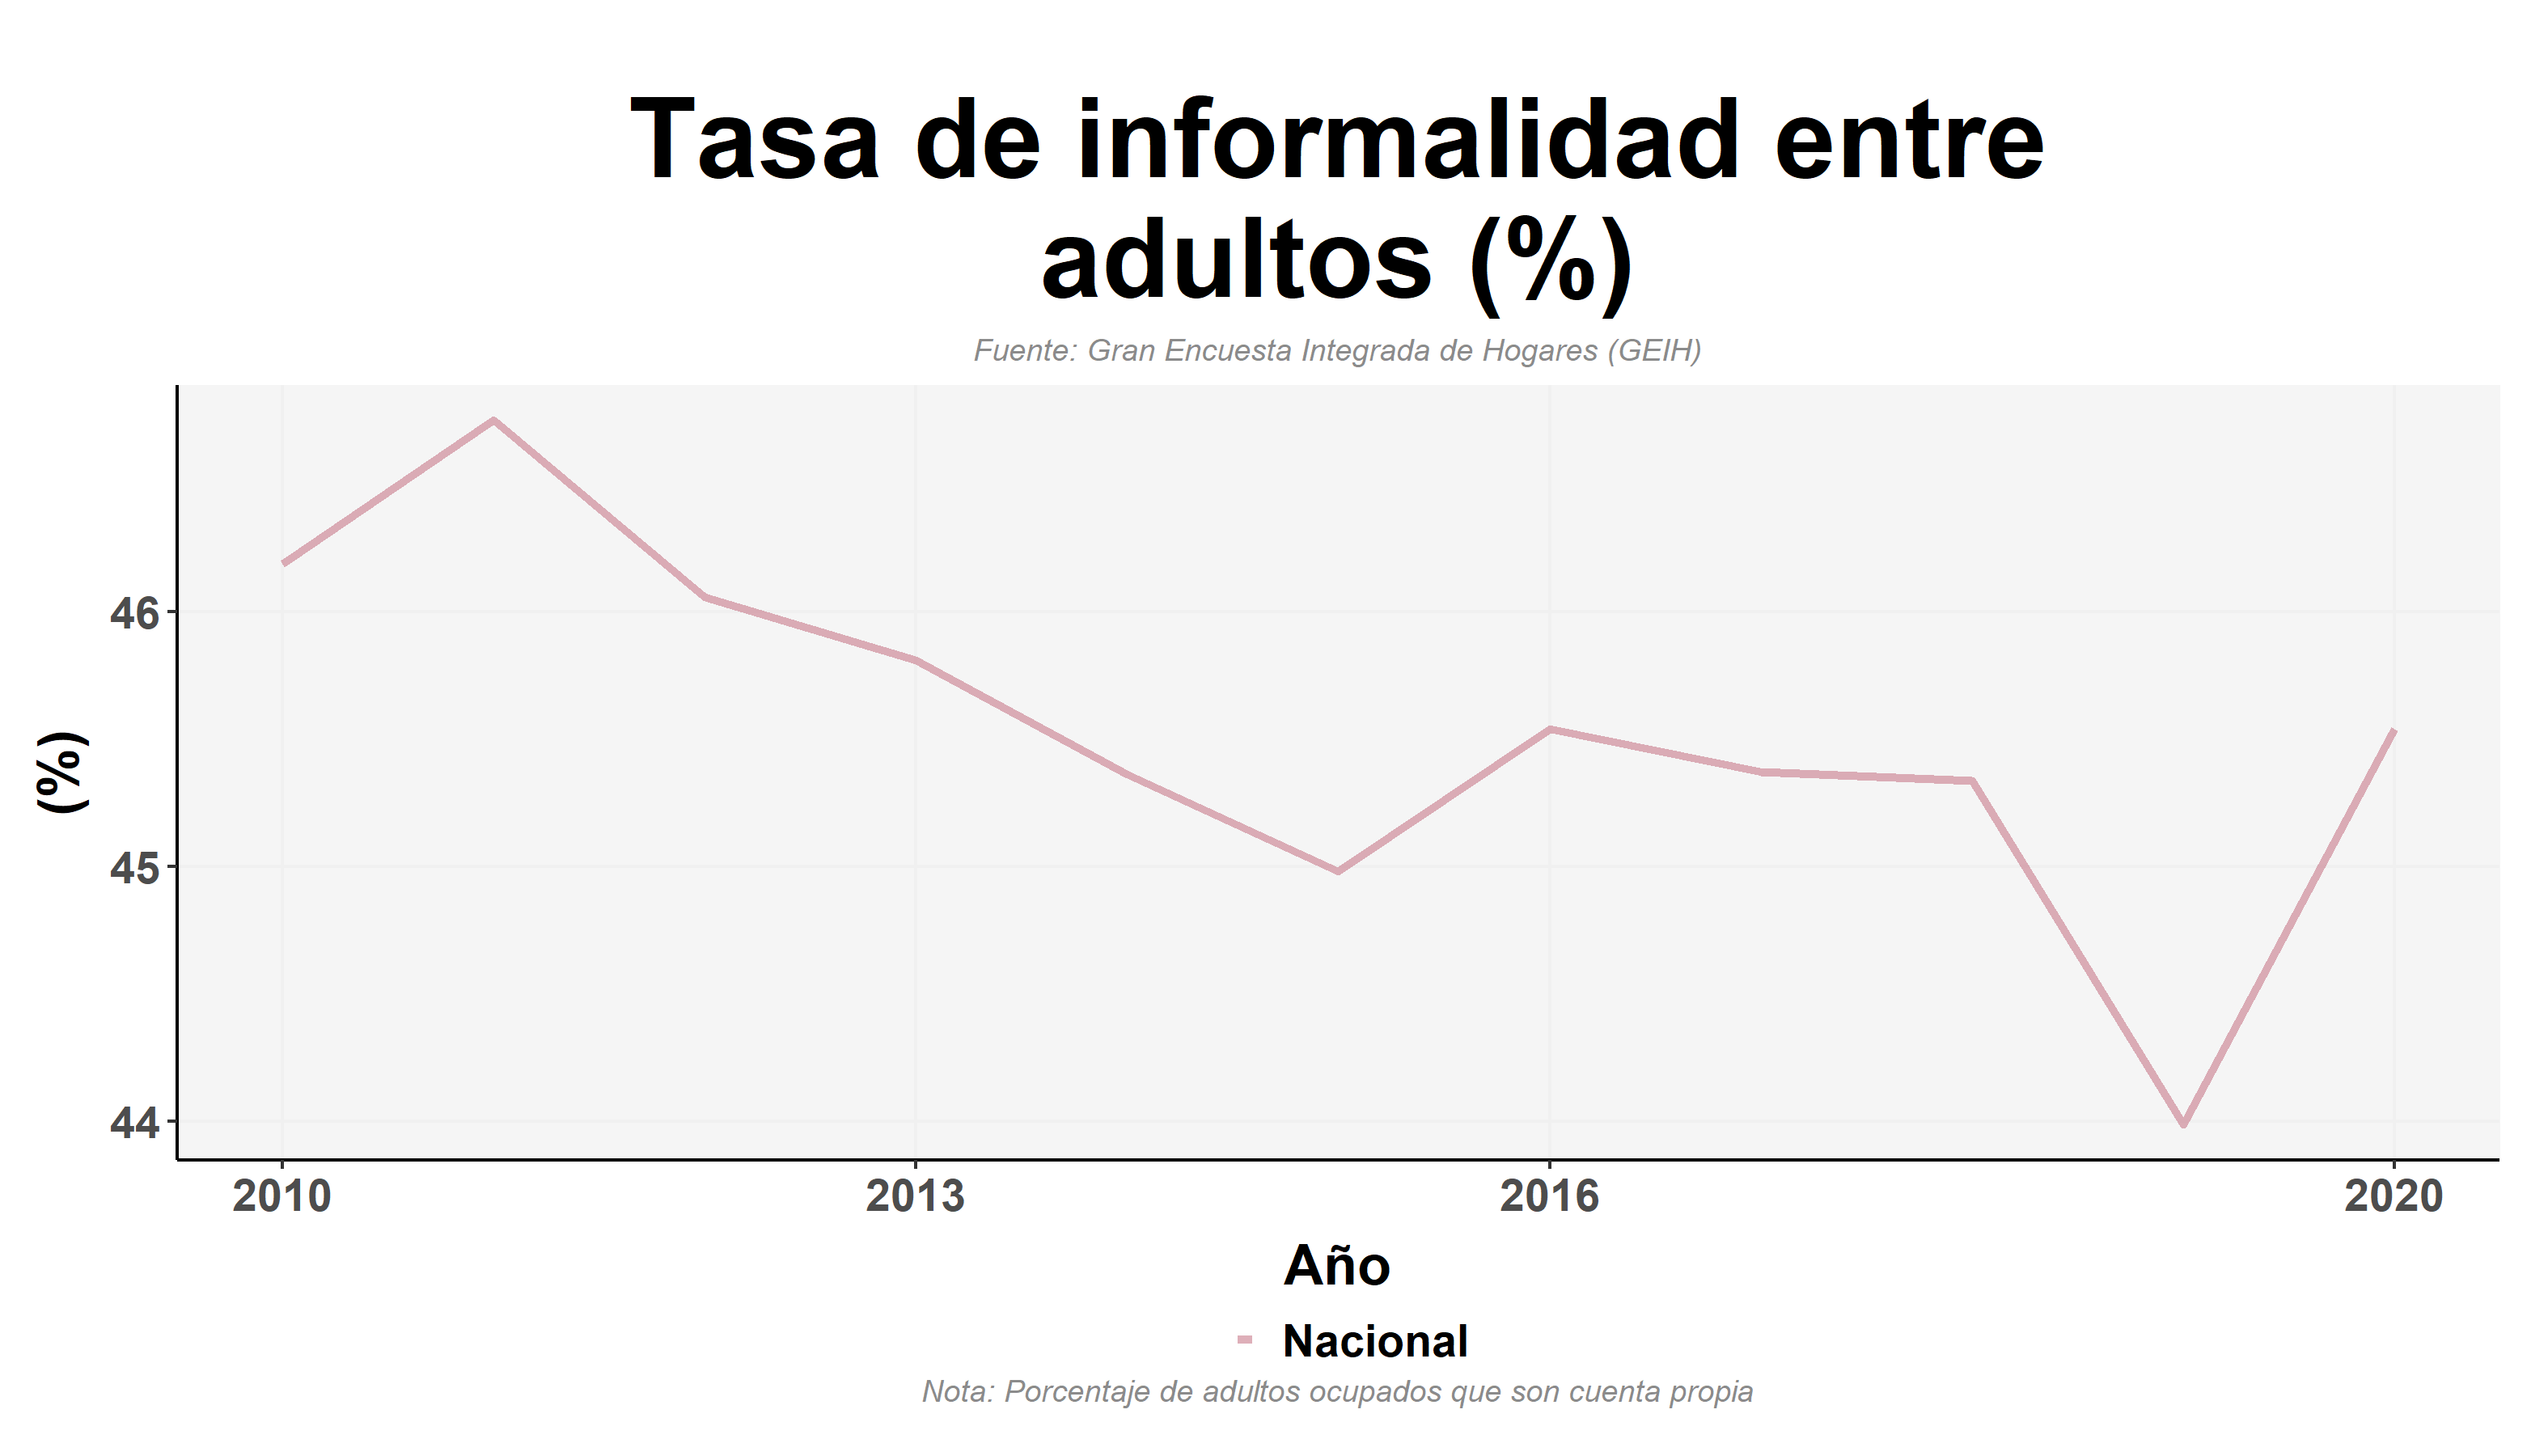 Tasa de informalidad entre
adultos (%)
Fuente: Gran Encuesta Integrada de Hogares (GEIH)
(%)
46
45
44
2010 2013 2016 2020
Año
Nacional
Nota: Porcentaje de adultos ocupados que son cuenta propia